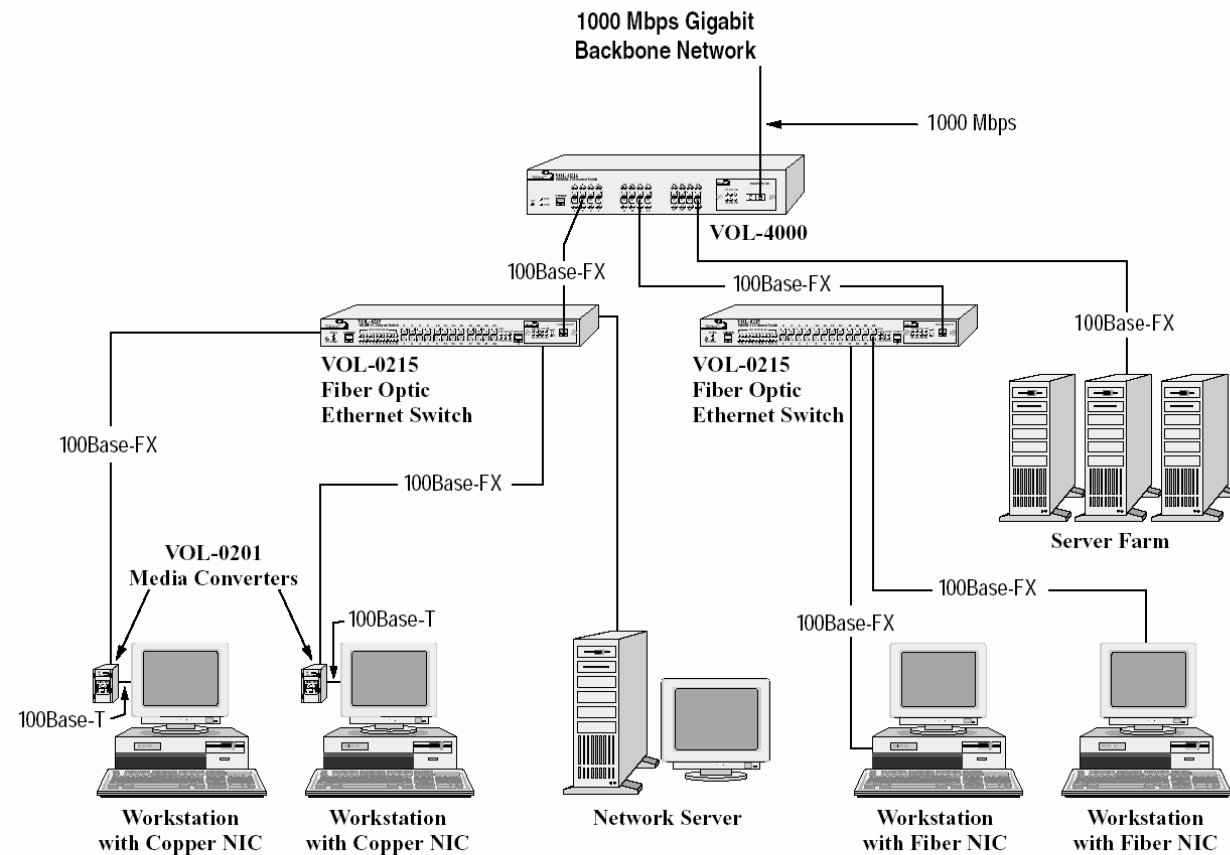 1000 Mbps Gigabit
Backbone Network
1000 Mbps
VOL-4000
100Base-FX
100Base-FX
100Base-FX
VOL-0215
Fiber Optic
Ethernet Switch
VOL-0215
Fiber Optic
Ethernet Switch
100Base-FX
100Base-FX
Server Farm
VOL-0201
Media Converters
100Base-FX
100Base-T
100Base-FX
100Base-T
Workstation
with Copper NIC
Workstation
with Copper NIC
Network Server
Workstation
with Fiber NIC
Workstation
with Fiber NIC